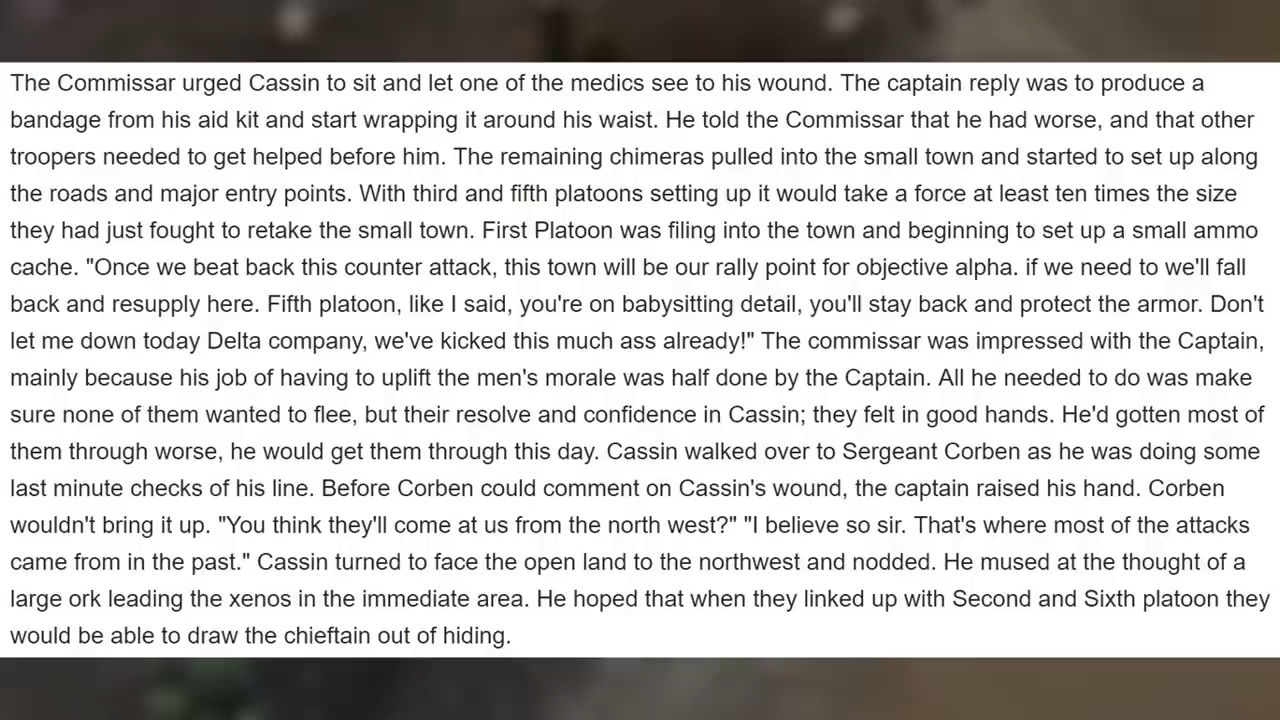 The Commissar urged Cassin to sit and let one of the medics see to his wound. The captain reply was to produce a
bandage from his aid kit and start wrapping it around his waist. He told the Commissar that he had worse, and that other
troopers needed to get helped before him. The remaining chimeras pulled into the small town and started to set up along
the roads and major entry points. With third and fifth platoons setting up it would take a force at least ten times the size
they had just fought to retake the small town. First Platoon was filing into the town and beginning to set up a small ammo
cache. "Once we beat back this counter attack, this town will be our rally point for objective alpha. if we need to we'll fall
back and resupply here. Fifth platoon, like I said, you're on babysitting detail, you'll stay back and protect the armor. Don't
let me down today Delta company, we've kicked this much ass already!" The commissar was impressed with the Captain,
mainly because his job of having to uplift the men's morale was half done by the Captain. All he needed to do was make
sure none of them wanted to flee, but their resolve and confidence in Cassin; they felt in good hands. He'd gotten most of
them through worse, he would get them through this day. Cassin walked over to Sergeant Corben as he was doing some
last minute checks of his line. Before Corben could comment on Cassin's wound, the captain raised his hand. Corben
wouldn't bring it up. "You think they'll come at us from the north west?" "I believe so sir. That's where most of the attacks
came from in the past." Cassin turned to face the open land to the northwest and nodded. He mused at the thought of a
large ork leading the xenos in the immediate area. He hoped that when they linked up with Second and Sixth platoon they
would be able to draw the chieftain out of hiding.